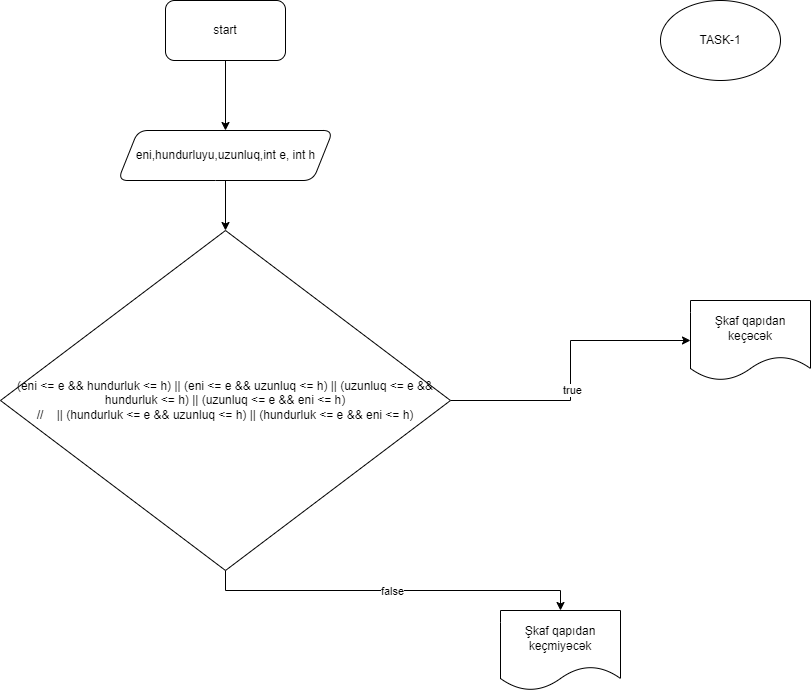 start
TASK-1
eni,hundurluyu,uzunluq,int e, int h
(eni <= e && hundurluk <= h) || (eni <= e && uzunluq <= h) || (uzunluq <= e &&
hundurluk <= h) || (uzunluq <= e && eni <= h)
// || (hundurluk <= e && uzunluq <= h) || (hundurluk <= e && eni <= h)
true
Şkaf qapıdan
keçəcək
false
Şkaf qapıdan
keçmiyəcək